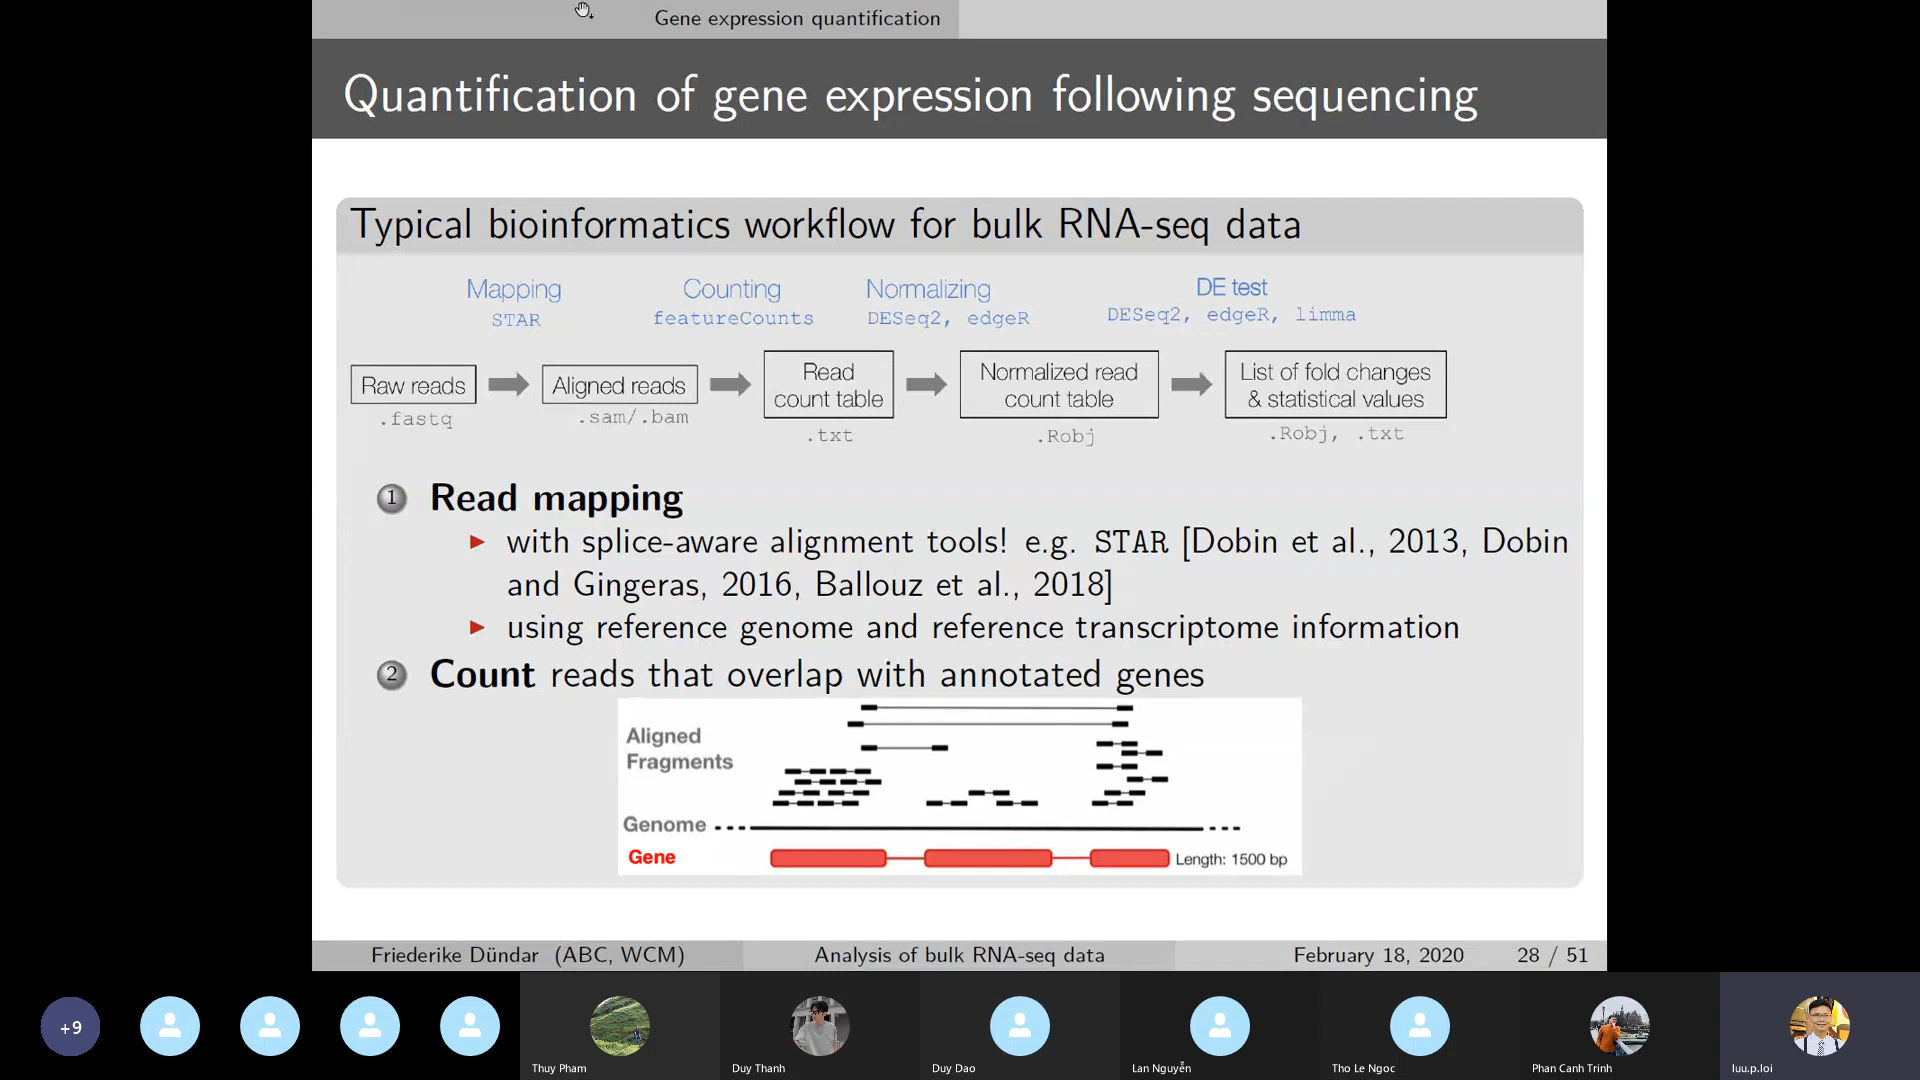 Gene expression quantification
Quantification of gene expression following sequencing
Typical bioinformatics workflow for bulk RNA-seq data
Mapping Counting Normalizing DE test
STAR featureCounts DESeq2, edgeR DESeq2, edgeR, limma
Raw reads
.fastq
Aligned reads
.sam/.bam
Read
count table
.txt
Normalized read
count table
.Robj
List of fold changes
& statistical values
.Robj, .txt
1 Read mapping
▶ with splice-aware alignment tools! e.g. STAR [Dobin et al., 2013, Dobin
and Gingeras, 2016, Ballouz et al., 2018]
▶ using reference genome and reference transcriptome information
2 Count reads that overlap with annotated genes
Aligned
Fragments
Genome
Gene Length: 1500 bp
Friederike Dündar (ABC, WCM) Analysis of bulk RNA-seq data February 18, 2020 28 / 51
+9
Thuy Pham Duy Thanh Duy Dao Lan Nguyễn Tho Le Ngoc Phan Canh Trinh luu.p.loi